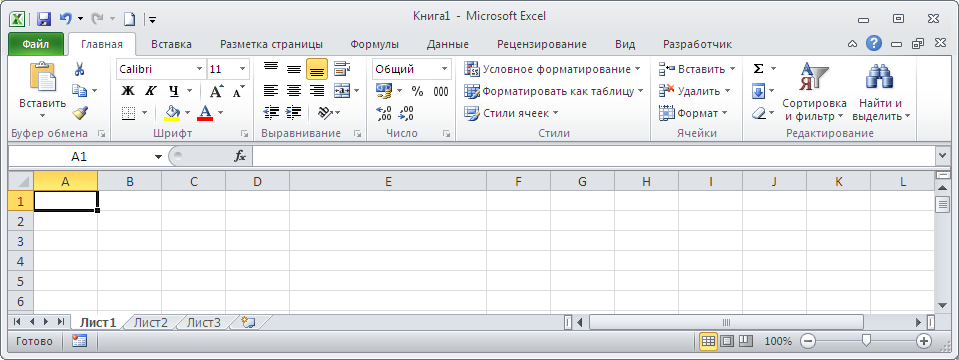 Книга1 - Microsoft Excel
Файл Главная Вставка Разметка страницы Формулы Данные Рецензирование Вид Разработчик
Calibri 11 Общий Условное форматирование Вставить Σ
Вставить Ж К Ч A A % 000 Форматировать как таблицу Удалить Сортировка и фильтр Найти и выделить
A Стили ячеек Формат
Буфер обмена Шрифт Выравнивание Число Стили Ячейки Редактирование
A1 fx
A B C D E F G H I J K L
1
2
3
4
5
6
Лист1 Лист2 Лист3
Готово 100%